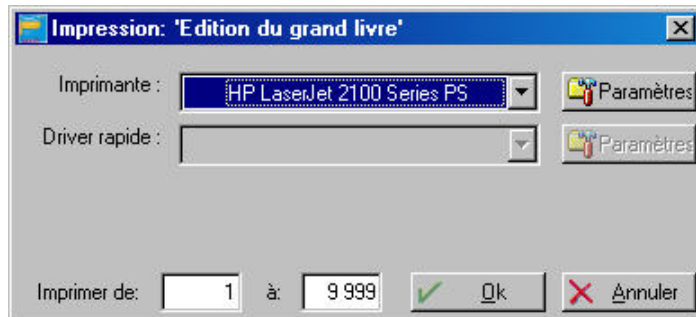 Impression: 'Edition du grand livre'
Imprimante : HP LaserJet 2100 Series PS Paramètres
Driver rapide : Paramètres
Imprimer de: 1 à: 9 999 Ok Annuler